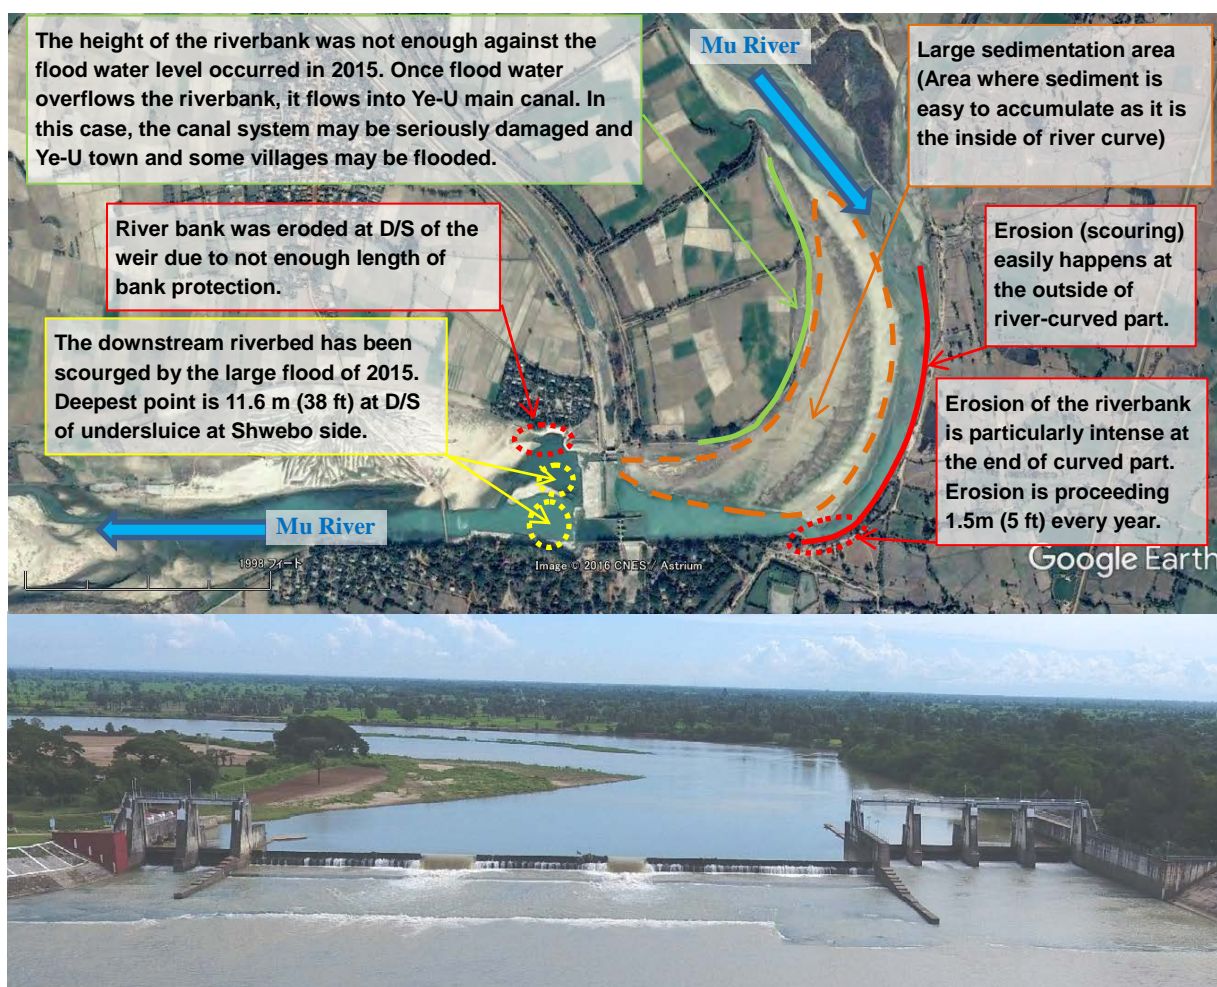 The height of the riverbank was not enough against the
flood water level occurred in 2015. Once flood water
overflows the riverbank, it flows into Ye-U main canal. In
this case, the canal system may be seriously damaged and
Ye-U town and some villages may be flooded.
Mu River
Large sedimentation area
(Area where sediment is
easy to accumulate as it is
the inside of river curve)
River bank was eroded at D/S of the
weir due to not enough length of
bank protection.
Erosion (scouring)
easily happens at
the outside of
river-curved part.
The downstream riverbed has been
scourged by the large flood of 2015.
Deepest point is 11.6 m (38 ft) at D/S
of undersluice at Shwebo side.
Erosion of the riverbank
is particularly intense at
the end of curved part.
Erosion is proceeding
1.5m (5 ft) every year.
Mu River
1998 フィート
Image © 2016 CNES / Astrium
Google Earth